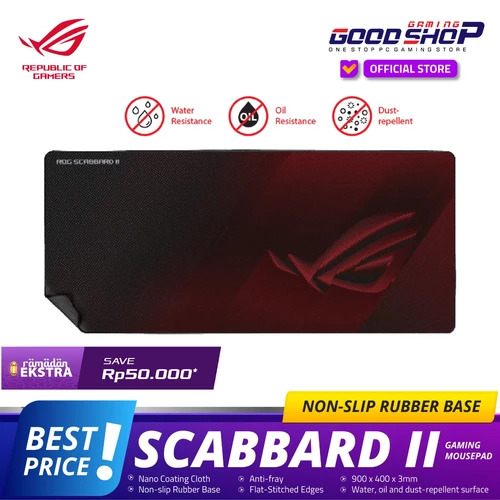 REPUBLIC OF
GAMERS
GAMING
GOODSHOP
ONE STOP PC GAMING STORE
OFFICIAL STORE
Water
Resistance
OIL
Oil
Resistance
Dust-
repellent
ROG SCABBARD II
ramadan
EKSTRA
SAVE
Rp50.000*
NON-SLIP RUBBER BASE
BEST
PRICE!
SCABBARD II
GAMING
MOUSEPAD
Nano Coating Cloth
Non-slip Rubber Base
Anti-fray
Flat-Stitched Edges
900 x 400 x 3mm
Water, oil and dust-repellent surface